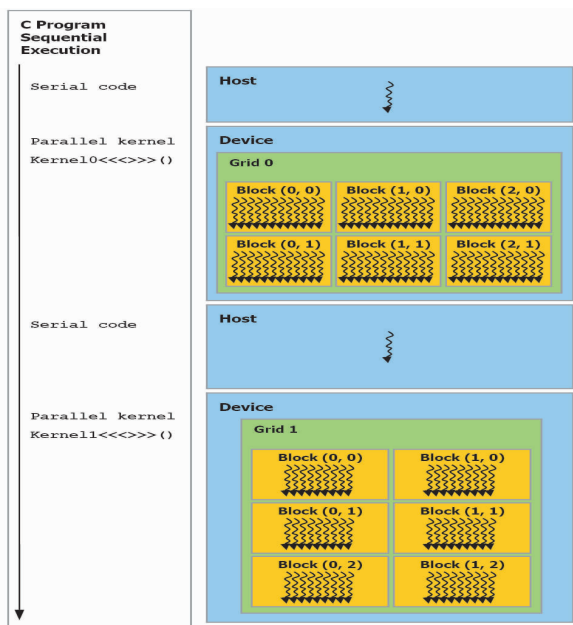 C Program
Sequential
Execution
Serial code
Host
Parallel kernel
Kernel0<<<>>>()
Device
Grid 0
Block (0, 0) Block (1, 0) Block (2, 0)
Block (0, 1) Block (1, 1) Block (2, 1)
Serial code
Host
Parallel kernel
Kernel1<<<>>>()
Device
Grid 1
Block (0, 0) Block (1, 0)
Block (0, 1) Block (1, 1)
Block (0, 2) Block (1, 2)